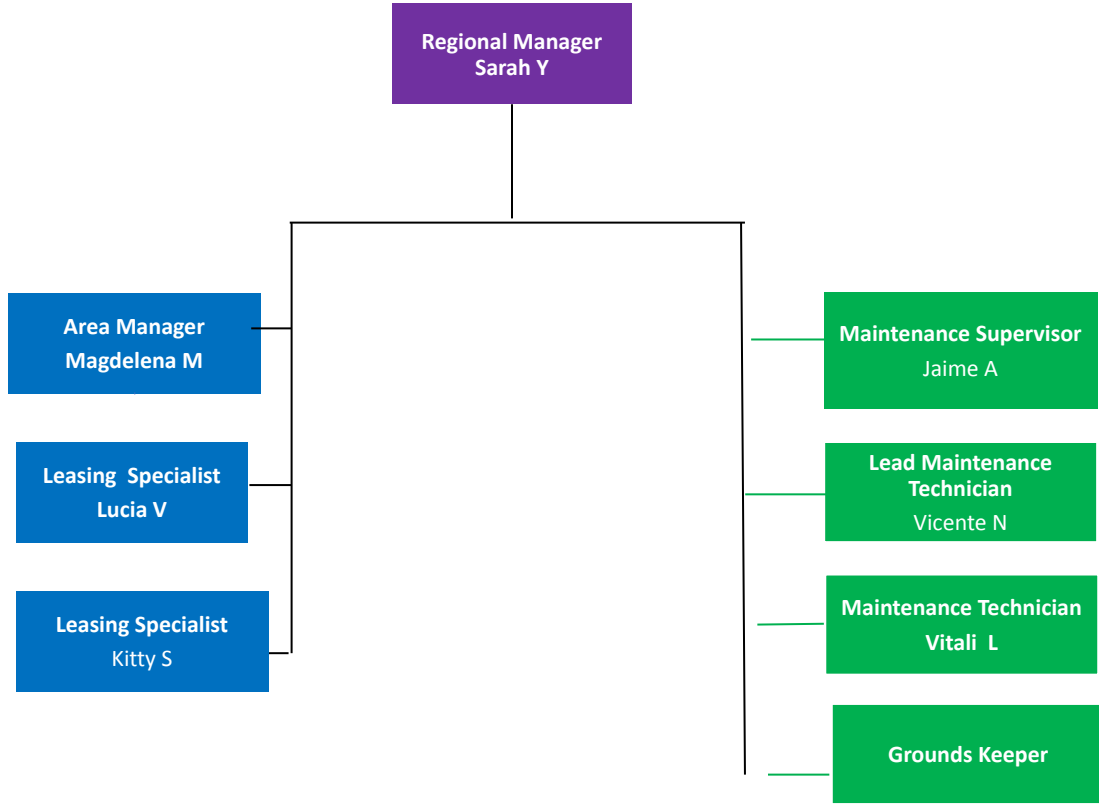 Regional Manager
Sarah Y
Area Manager
Magdelena M
Leasing  Specialist
Lucia V
Leasing Specialist
Kitty S
Maintenance Supervisor
Jaime A
Lead Maintenance
Technician
Vicente N
Maintenance Technician
Vitali  L
Grounds Keeper